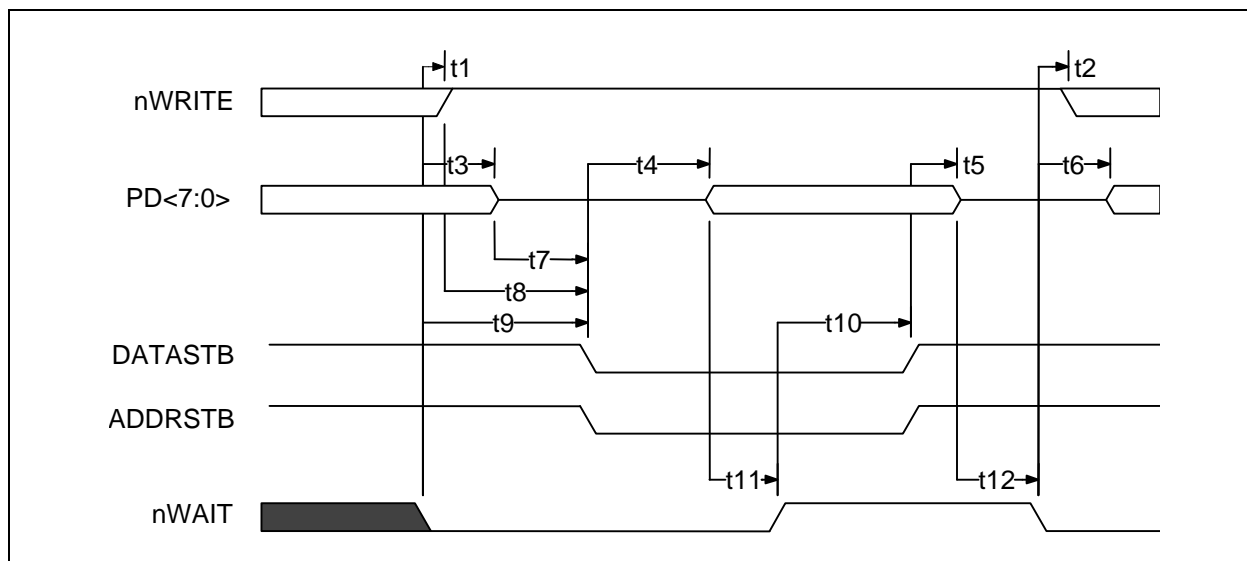 t1 t2
nWRITE
t3 t4 t5 t6
PD<7:0>
t7
t8
t9 t10
DATASTB
ADDRSTB
t11 t12
nWAIT